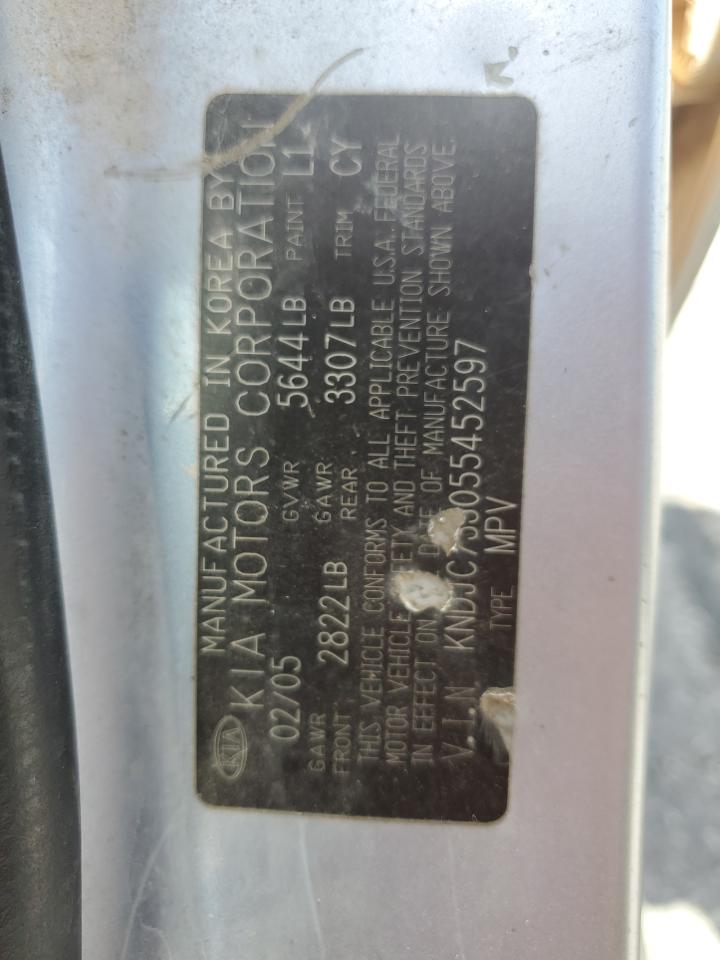 KIA
MANUFACTURED IN KOREA BY
KIA MOTORS CORPORATION
02/05 GVWR 5644LB PAINT L1
GAWR FRONT 2822LB GAWR REAR 3307LB TRIM CY
THIS VEHICLE CONFORMS TO ALL APPLICABLE U.S.A. FEDERAL
MOTOR VEHICLE AND THEFT PREVENTION STANDARDS
IN EFFECT ON DATE OF MANUFACTURE SHOWN ABOVE.
V.I.N KNDJC733055452597
TYPE MPV